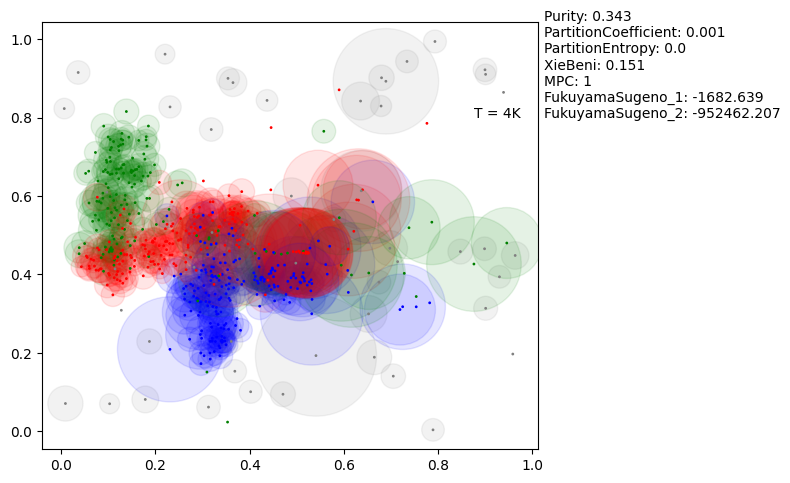 Purity: 0.343
PartitionCoefficient: 0.001
PartitionEntropy: 0.0
XieBeni: 0.151
MPC: 1
FukuyamaSugeno_1: -1682.639
FukuyamaSugeno_2: -952462.207
T = 4K
1.0
0.8
0.6
0.4
0.2
0.0
0.0 0.2 0.4 0.6 0.8 1.0